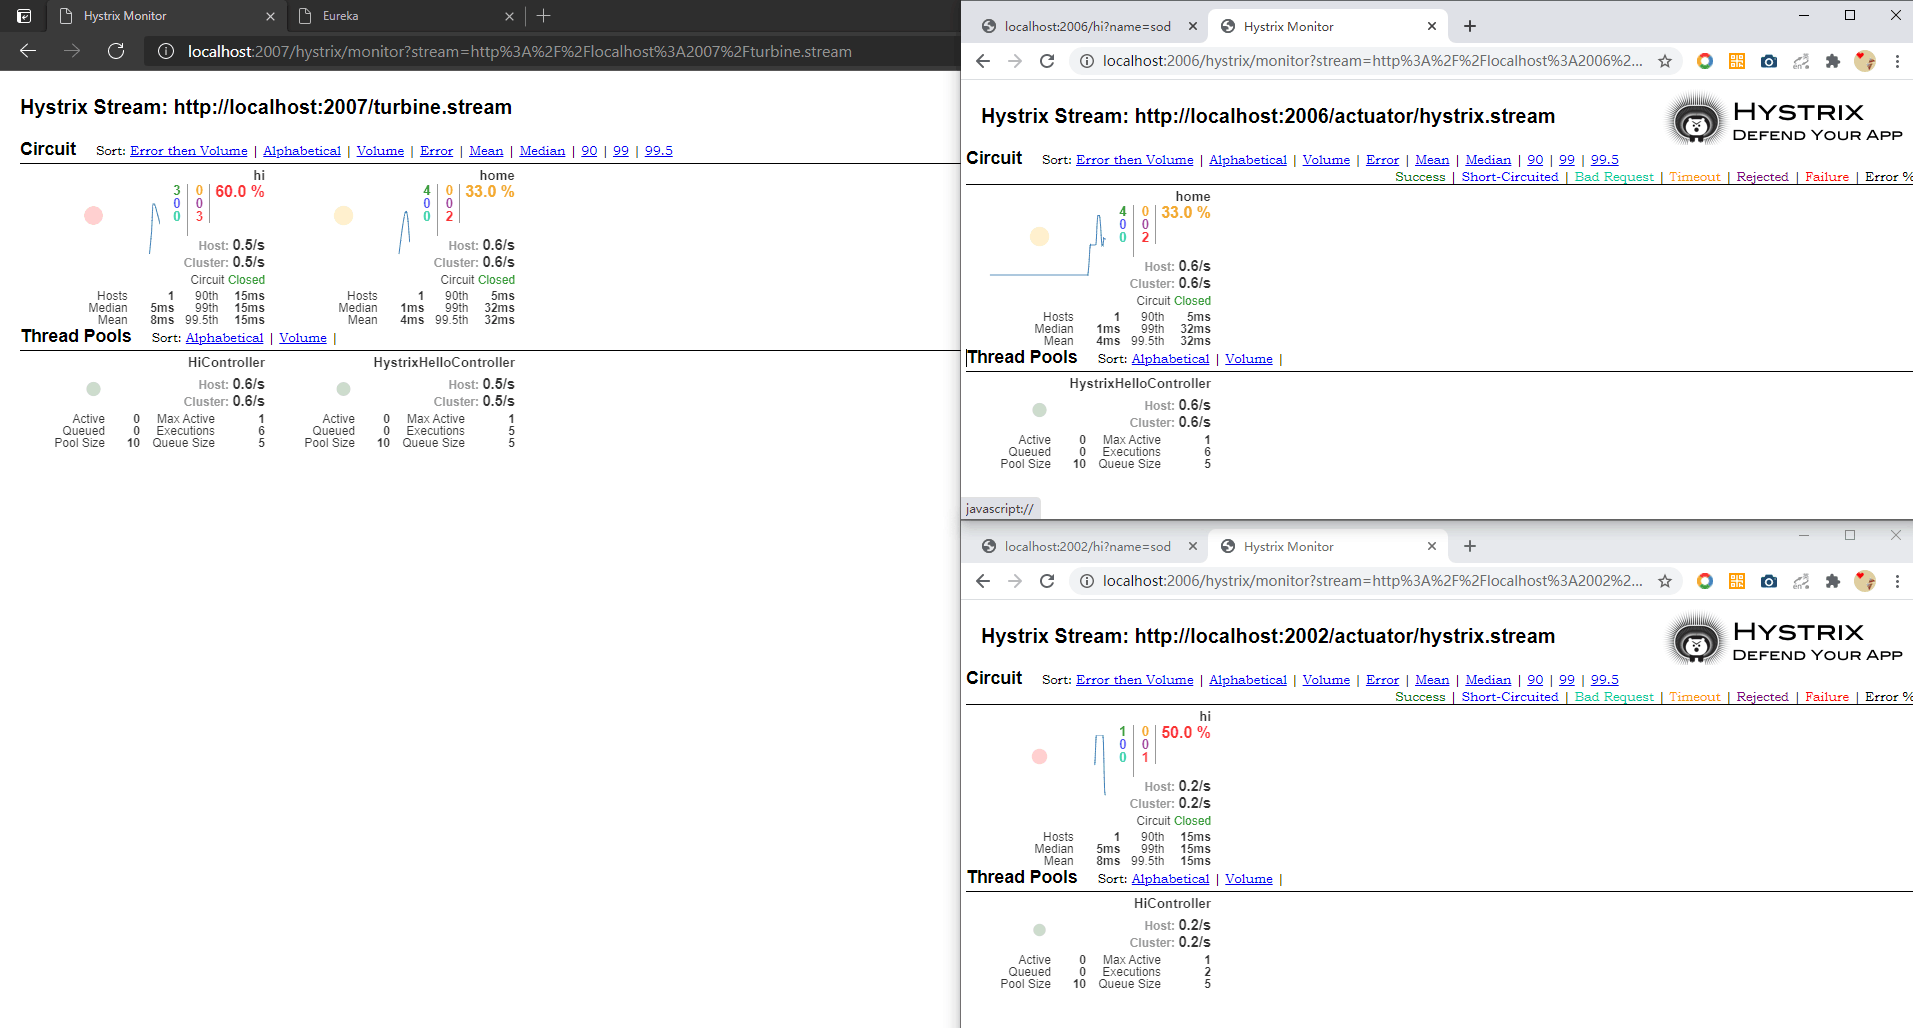 Hystrix Monitor
Eureka
localhost:2007/hystrix/monitor?stream=http%3A%2F%2Flocalhost%3A2007%2Fturbine.stream
Hystrix Stream: http://localhost:2007/turbine.stream
Circuit Sort: Error then Volume | Alphabetical | Volume | Error | Mean | Median | 90 | 99 | 99.5
hi
3 0 60.0 %
0 0
0 3
Host: 0.5/s
Cluster: 0.5/s
Circuit Closed
Hosts 1 90th 15ms
Median 5ms 99th 15ms
Mean 8ms 99.5th 15ms
home
4 0 33.0 %
0 0
0 2
Host: 0.6/s
Cluster: 0.6/s
Circuit Closed
Hosts 1 90th 5ms
Median 1ms 99th 32ms
Mean 4ms 99.5th 32ms
Thread Pools Sort: Alphabetical | Volume |
HiController
Host: 0.6/s
Cluster: 0.6/s
Active 0 Max Active 1
Queued 0 Executions 6
Pool Size 10 Queue Size 5
HystrixHelloController
Host: 0.5/s
Cluster: 0.5/s
Active 0 Max Active 1
Queued 0 Executions 5
Pool Size 10 Queue Size 5
localhost:2006/hi?name=sod
Hystrix Monitor
localhost:2006/hystrix/monitor?stream=http%3A%2F%2Flocalhost%3A2006%2...
Hystrix Stream: http://localhost:2006/actuator/hystrix.stream
HYSTRIX
DEFEND YOUR APP
Circuit Sort: Error then Volume | Alphabetical | Volume | Error | Mean | Median | 90 | 99 | 99.5
Success | Short-Circuited | Bad Request | Timeout | Rejected | Failure | Error %
home
4 0 33.0 %
0 0
0 2
Host: 0.6/s
Cluster: 0.6/s
Circuit Closed
Hosts 1 90th 5ms
Median 1ms 99th 32ms
Mean 4ms 99.5th 32ms
Thread Pools Sort: Alphabetical | Volume |
HystrixHelloController
Host: 0.6/s
Cluster: 0.6/s
Active 0 Max Active 1
Queued 0 Executions 6
Pool Size 10 Queue Size 5
javascript://
localhost:2002/hi?name=sod
Hystrix Monitor
localhost:2006/hystrix/monitor?stream=http%3A%2F%2Flocalhost%3A2002%2...
Hystrix Stream: http://localhost:2002/actuator/hystrix.stream
HYSTRIX
DEFEND YOUR APP
Circuit Sort: Error then Volume | Alphabetical | Volume | Error | Mean | Median | 90 | 99 | 99.5
Success | Short-Circuited | Bad Request | Timeout | Rejected | Failure | Error %
hi
1 0 50.0 %
0 0
0 1
Host: 0.2/s
Cluster: 0.2/s
Circuit Closed
Hosts 1 90th 15ms
Median 5ms 99th 15ms
Mean 8ms 99.5th 15ms
Thread Pools Sort: Alphabetical | Volume |
HiController
Host: 0.2/s
Cluster: 0.2/s
Active 0 Max Active 1
Queued 0 Executions 2
Pool Size 10 Queue Size 5